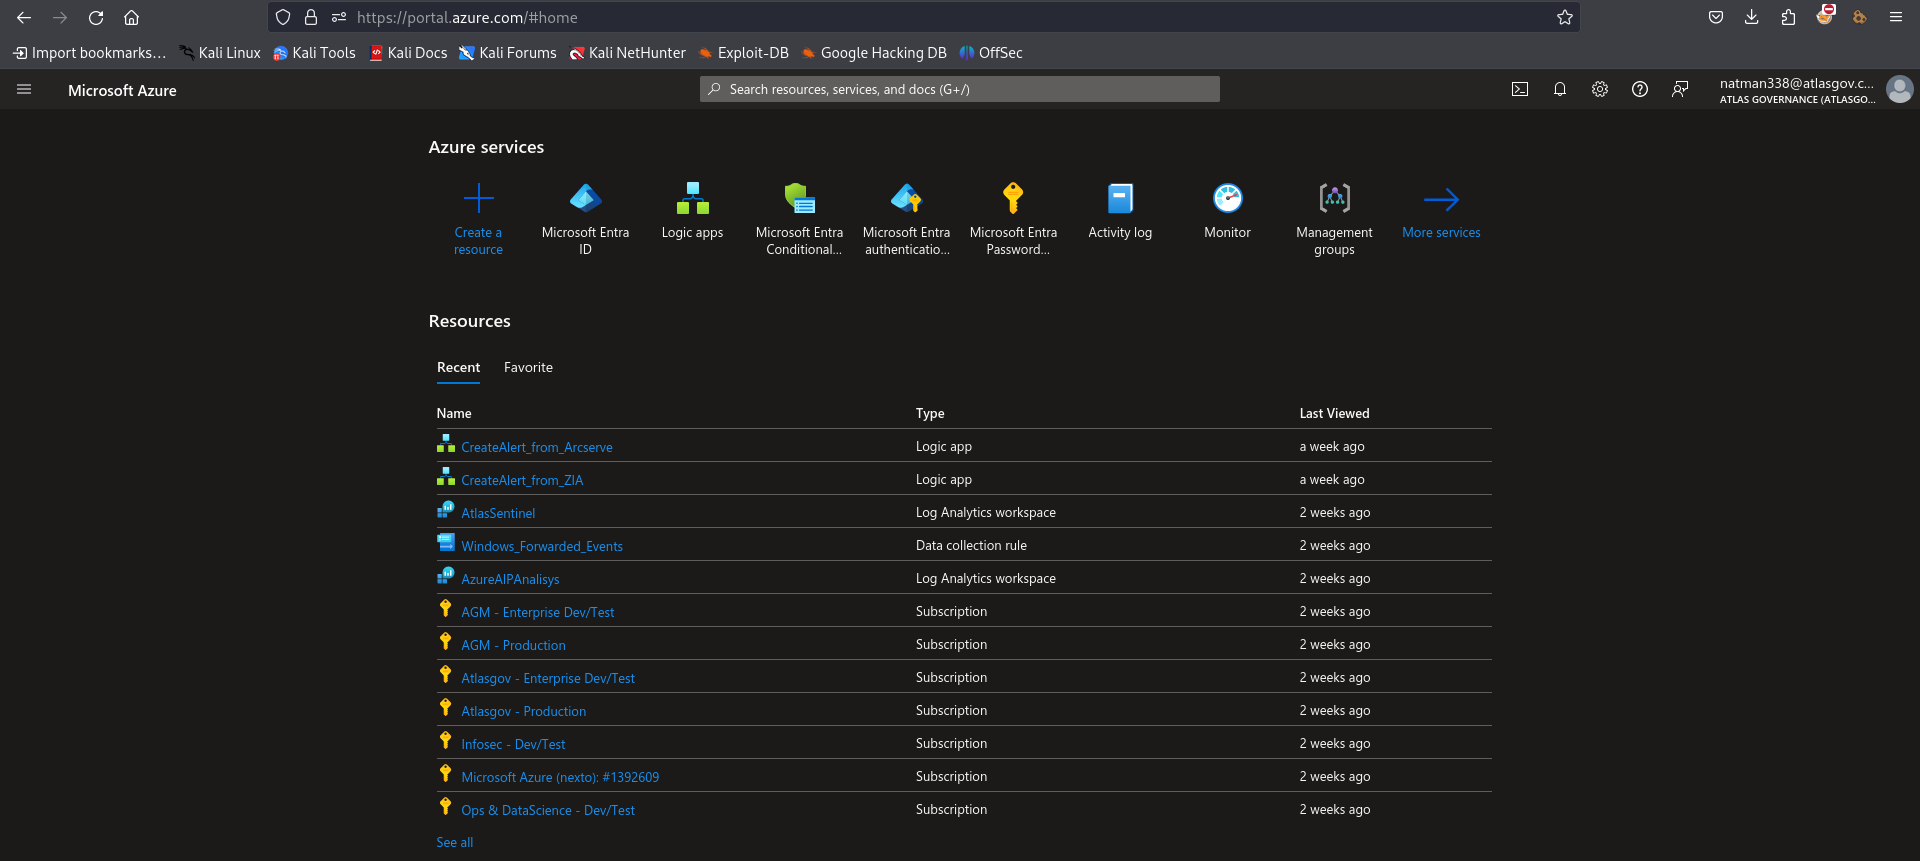 https://portal.azure.com/#home
Import bookmarks… Kali Linux Kali Tools Kali Docs Kali Forums Kali NetHunter Exploit-DB Google Hacking DB OffSec
Microsoft Azure
Search resources, services, and docs (G+/)
natman338@atlasgov.c...
ATLAS GOVERNANCE (ATLASGO...
Azure services
Create a resource
Microsoft Entra ID
Logic apps
Microsoft Entra Conditional...
Microsoft Entra authenticatio...
Microsoft Entra Password...
Activity log
Monitor
Management groups
More services
Resources
Recent Favorite
Name Type Last Viewed
CreateAlert_from_Arcserve Logic app a week ago
CreateAlert_from_ZIA Logic app a week ago
AtlasSentinel Log Analytics workspace 2 weeks ago
Windows_Forwarded_Events Data collection rule 2 weeks ago
AzureAIPAnalisys Log Analytics workspace 2 weeks ago
AGM - Enterprise Dev/Test Subscription 2 weeks ago
AGM - Production Subscription 2 weeks ago
Atlasgov - Enterprise Dev/Test Subscription 2 weeks ago
Atlasgov - Production Subscription 2 weeks ago
Infosec - Dev/Test Subscription 2 weeks ago
Microsoft Azure (nexto): #1392609 Subscription 2 weeks ago
Ops & DataScience - Dev/Test Subscription 2 weeks ago
See all